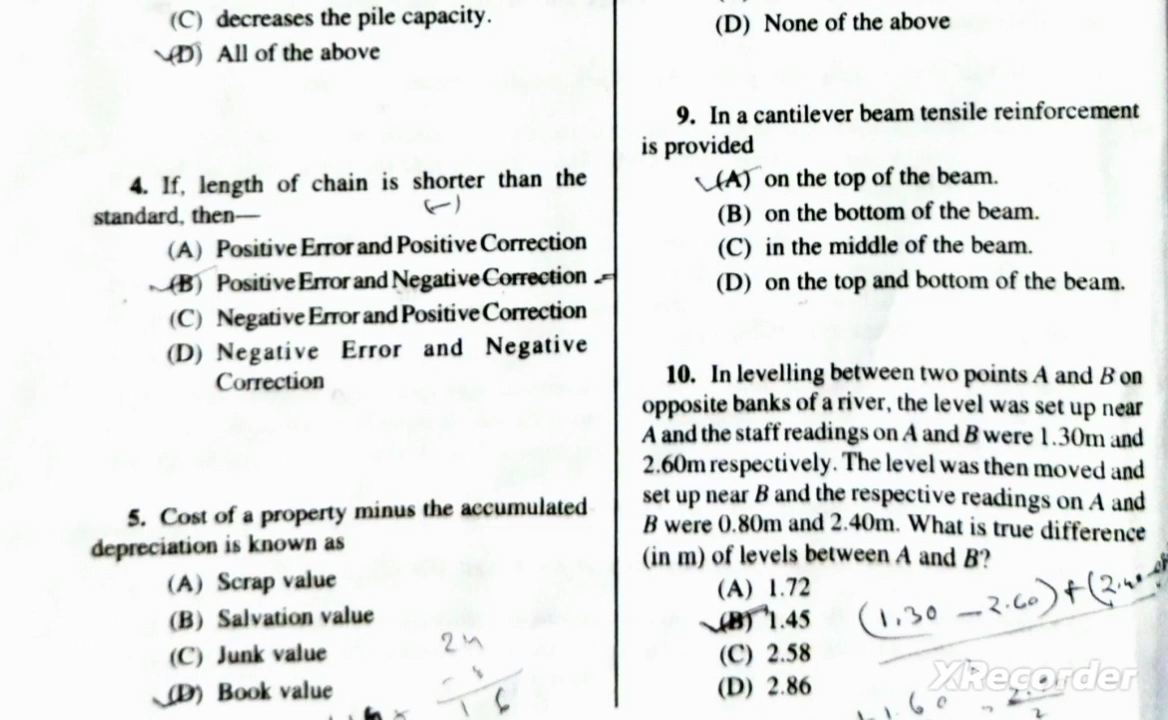 (C) decreases the pile capacity.
(D) All of the above
4. If, length of chain is shorter than the
(-)
standard, then—
(A) Positive Error and Positive Correction
(B) Positive Error and Negative Correction
(C) Negative Error and Positive Correction
(D) Negative Error and Negative
Correction
5. Cost of a property minus the accumulated
depreciation is known as
(A) Scrap value
(B) Salvation value
(C) Junk value
(D) Book value
(D) None of the above
9. In a cantilever beam tensile reinforcement
is provided
(A) on the top of the beam.
(B) on the bottom of the beam.
(C) in the middle of the beam.
(D) on the top and bottom of the beam.
10. In levelling between two points A and B on
opposite banks of a river, the level was set up near
A and the staff readings on A and B were 1.30m and
2.60m respectively. The level was then moved and
set up near B and the respective readings on A and
B were 0.80m and 2.40m. What is true difference
(in m) of levels between A and B?
(A) 1.72
(B) 1.45
(1.30 - 2.60) + (2.
(C) 2.58
(D) 2.86
XRecorder